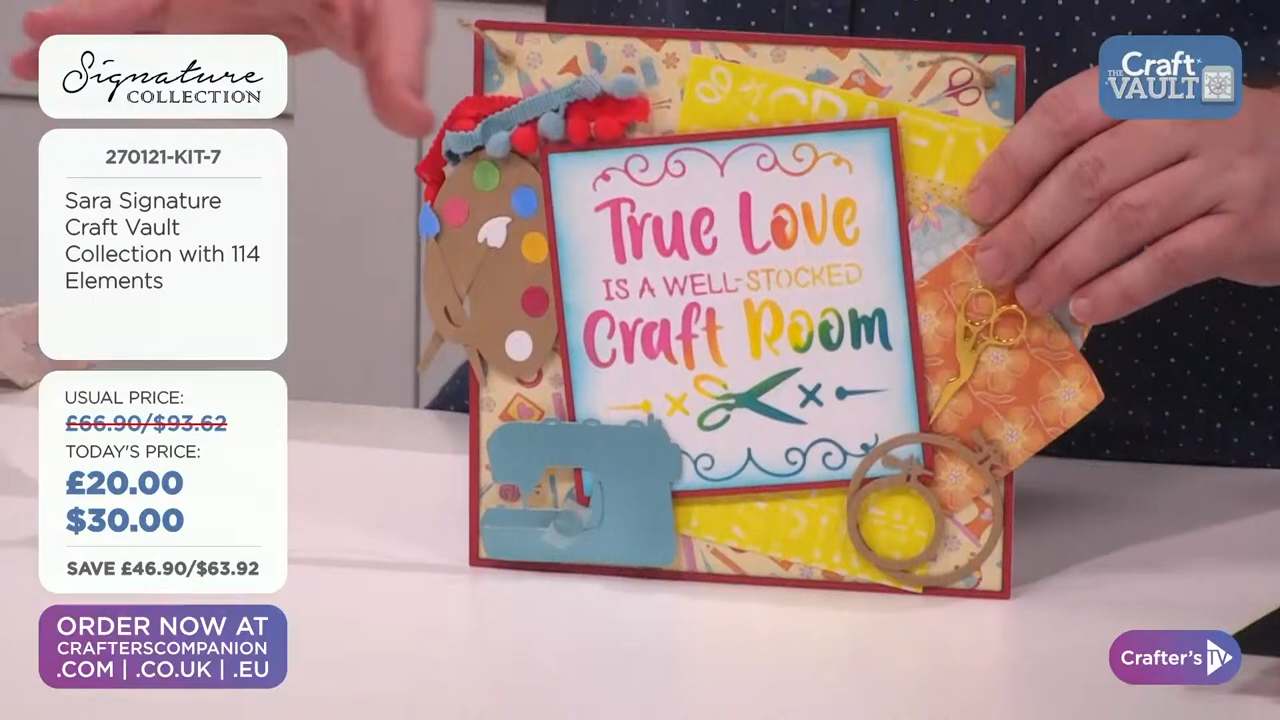 Signature
COLLECTION
270121-KIT-7
Sara Signature
Craft Vault
Collection with 114
Elements
USUAL PRICE:
£66.90/$93.62
TODAY'S PRICE:
£20.00
$30.00
SAVE £46.90/$63.92
ORDER NOW AT
CRAFTERSCOMPANION
.COM | .CO.UK | .EU
CRAFT
True Love
IS A WELL-STOCKED
Craft Room
THE Craft
VAULT
Crafter's TV